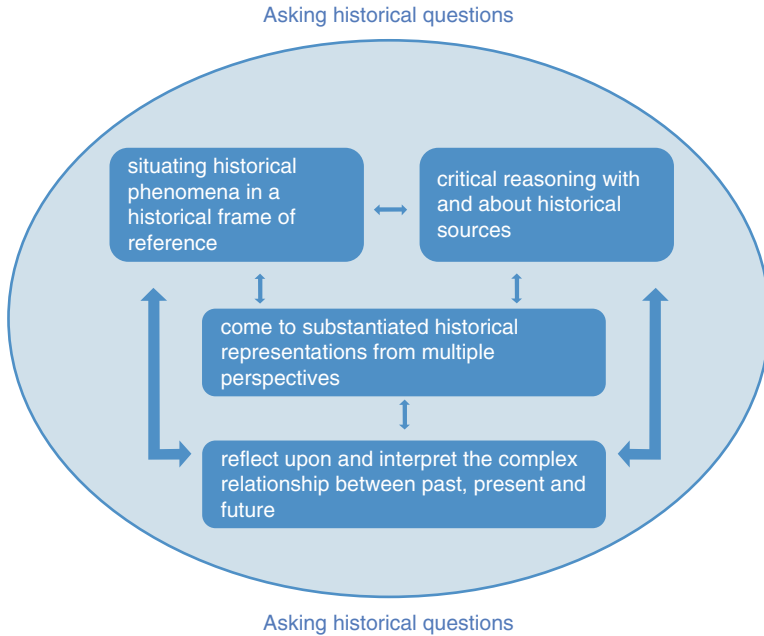 Asking historical questions
situating historical
phenomena in a
historical frame of
reference
critical reasoning with
and about historical
sources
come to substantiated historical
representations from multiple
perspectives
reflect upon and interpret the complex
relationship between past, present and
future
Asking historical questions